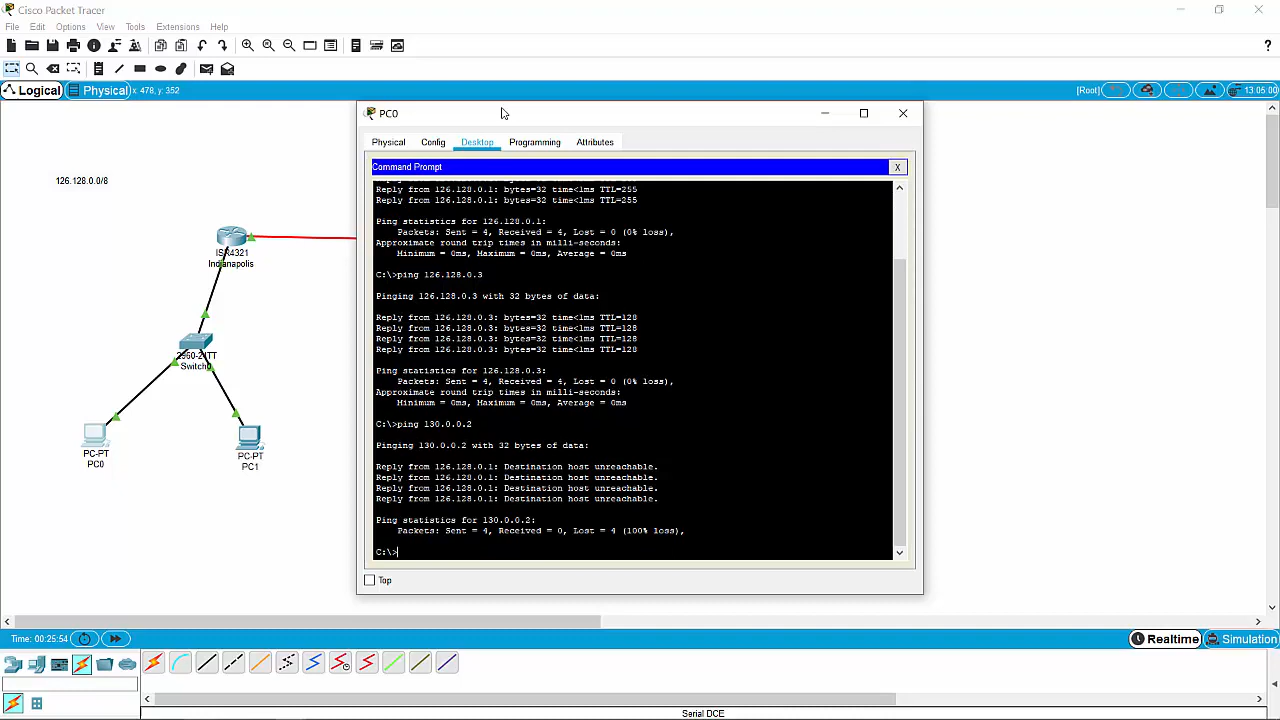 Cisco Packet Tracer
File Edit Options View Tools Extensions Help
Logical Physical x: 478, y: 352 [Root] 13:05:00
126.128.0.0/8
ISR4321
Indianapolis
2960-24TT
Switch0
PC-PT
PC0
PC-PT
PC1
PC0
Physical Config Desktop Programming Attributes
Command Prompt X
Reply from 126.128.0.1: bytes=32 time<1ms TTL=255
Reply from 126.128.0.1: bytes=32 time<1ms TTL=255
Ping statistics for 126.128.0.1:
Packets: Sent = 4, Received = 4, Lost = 0 (0% loss),
Approximate round trip times in milli-seconds:
Minimum = 0ms, Maximum = 0ms, Average = 0ms
C:\>ping 126.128.0.3
Pinging 126.128.0.3 with 32 bytes of data:
Reply from 126.128.0.3: bytes=32 time<1ms TTL=128
Reply from 126.128.0.3: bytes=32 time<1ms TTL=128
Reply from 126.128.0.3: bytes=32 time<1ms TTL=128
Reply from 126.128.0.3: bytes=32 time<1ms TTL=128
Ping statistics for 126.128.0.3:
Packets: Sent = 4, Received = 4, Lost = 0 (0% loss),
Approximate round trip times in milli-seconds:
Minimum = 0ms, Maximum = 0ms, Average = 0ms
C:\>ping 130.0.0.2
Pinging 130.0.0.2 with 32 bytes of data:
Reply from 126.128.0.1: Destination host unreachable.
Reply from 126.128.0.1: Destination host unreachable.
Reply from 126.128.0.1: Destination host unreachable.
Reply from 126.128.0.1: Destination host unreachable.
Ping statistics for 130.0.0.2:
Packets: Sent = 4, Received = 0, Lost = 4 (100% loss),
C:\>
Top
Time: 00:25:54 Realtime Simulation
Serial DCE